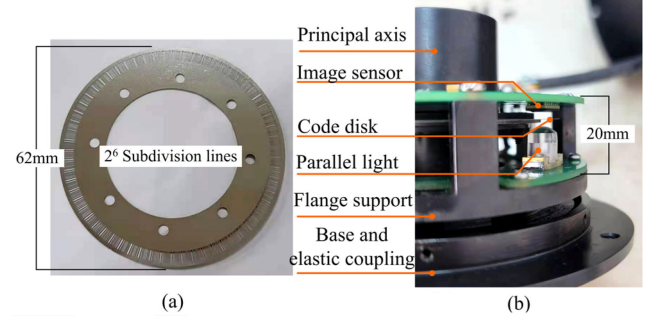 62mm
2⁶ Subdivision lines
(a)
Principal axis
Image sensor
Code disk
Parallel light
Flange support
Base and
elastic coupling
20mm
(b)